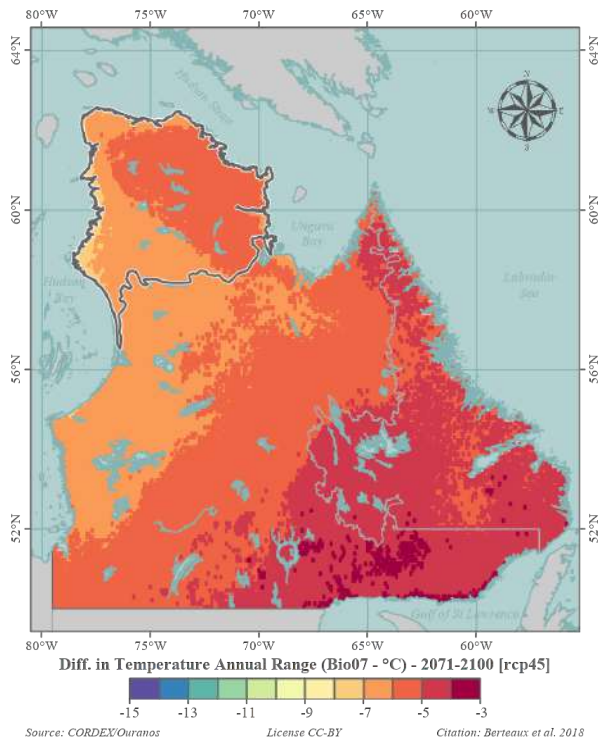 80°W 75°W 70°W 65°W 60°W
64°N 64°N
Hudson Strait
N
W E
S
60°N 60°N
Ungava
Bay
Hudson
Bay
Labrador
Sea
56°N 56°N
52°N 52°N
Gulf of St Lawrence
80°W 75°W 70°W 65°W 60°W
Diff. in Temperature Annual Range (Bio07 - °C) - 2071-2100 [rcp45]
-15 -13 -11 -9 -7 -5 -3
Source: CORDEX/Ouranos License CC-BY Citation: Berteaux et al. 2018